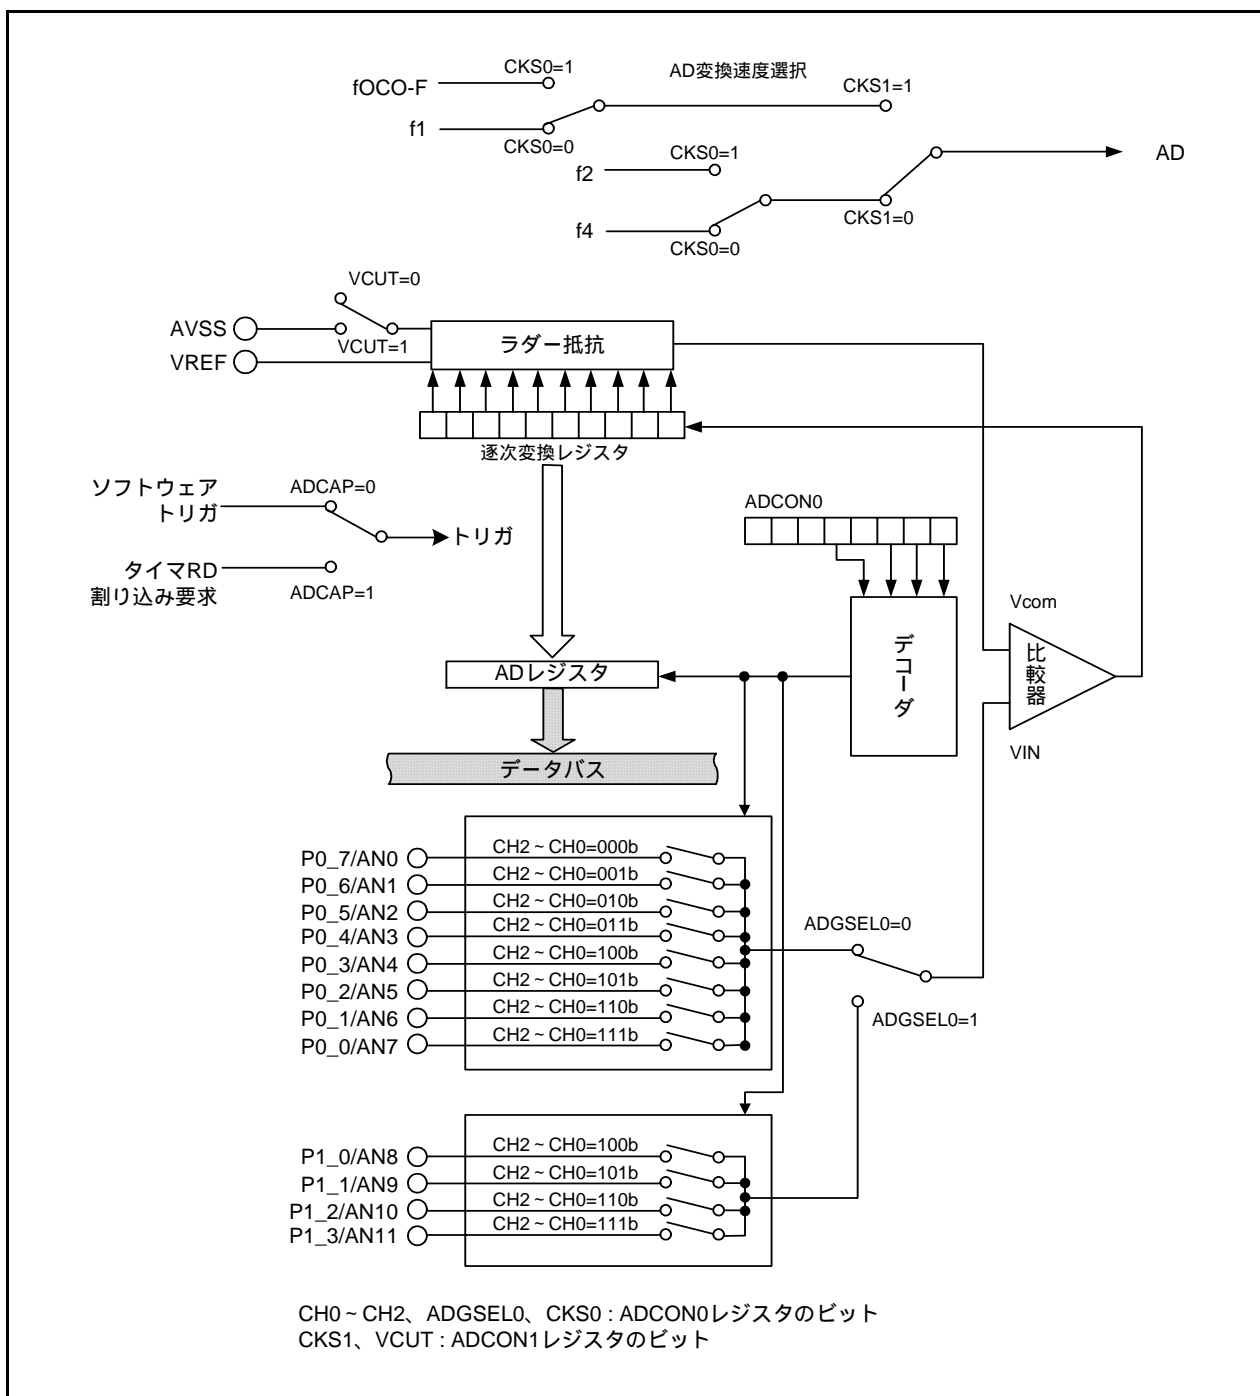 CKS0=1
AD変換速度選択
fOCO-F
CKS1=1
f1
CKS0=0
CKS0=1
AD
f2
CKS1=0
f4
CKS0=0
VCUT=0
AVSS
VCUT=1
VREF
ラダー抵抗
逐次変換レジスタ
ソフトウェア
トリガ
ADCAP=0
トリガ
タイマRD
割り込み要求
ADCAP=1
ADCON0
デコーダ
Vcom
比較器
VIN
ADレジスタ
データバス
P0_7/AN0 CH2 ~ CH0=000b
P0_6/AN1 CH2 ~ CH0=001b
P0_5/AN2 CH2 ~ CH0=010b
P0_4/AN3 CH2 ~ CH0=011b
P0_3/AN4 CH2 ~ CH0=100b
P0_2/AN5 CH2 ~ CH0=101b
P0_1/AN6 CH2 ~ CH0=110b
P0_0/AN7 CH2 ~ CH0=111b
ADGSEL0=0
ADGSEL0=1
P1_0/AN8 CH2 ~ CH0=100b
P1_1/AN9 CH2 ~ CH0=101b
P1_2/AN10 CH2 ~ CH0=110b
P1_3/AN11 CH2 ~ CH0=111b
CH0 ~ CH2、ADGSEL0、CKS0 : ADCON0レジスタのビット
CKS1、VCUT : ADCON1レジスタのビット